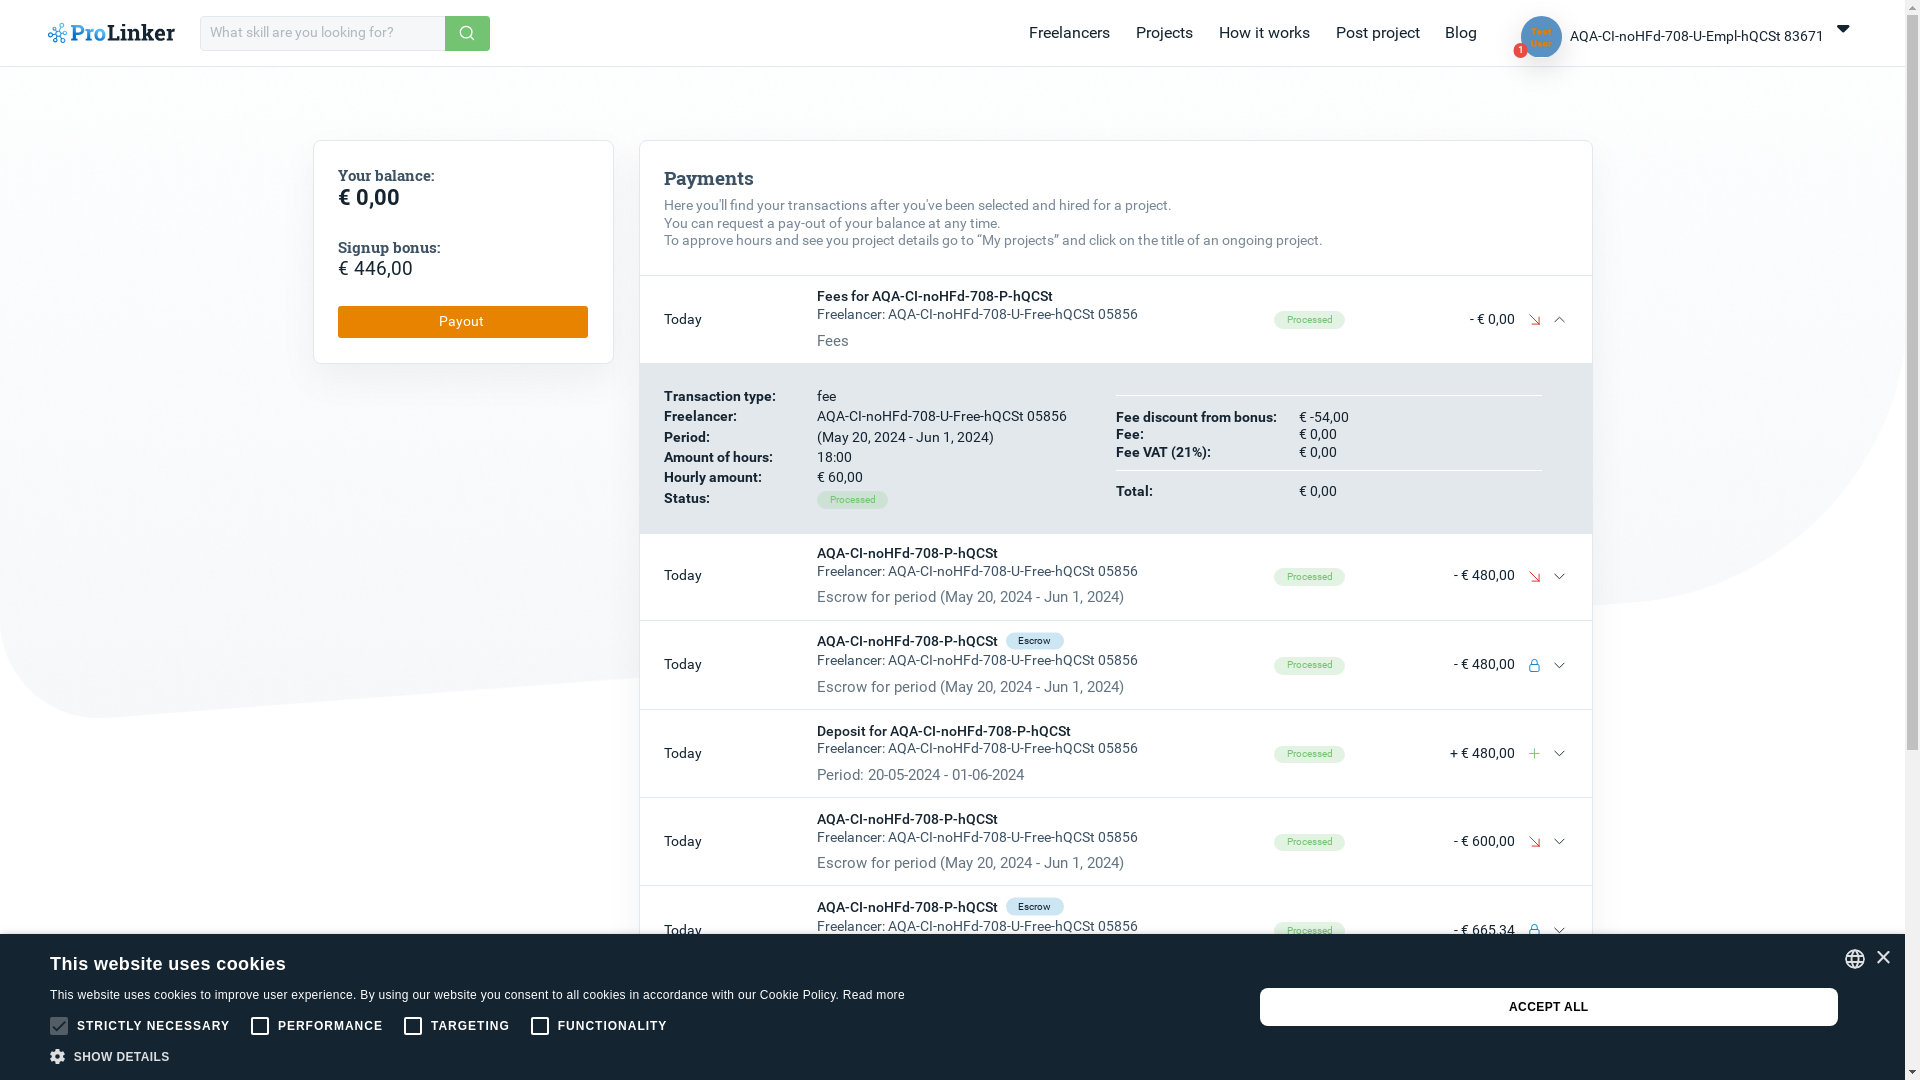 ProLinker
What skill are you looking for?
Freelancers
Projects
How it works
Post project
Blog
Test User
1
AQA-CI-noHFd-708-U-Empl-hQCSt 83671
Your balance:
€ 0,00
Signup bonus:
€ 446,00
Payout
Payments
Here you'll find your transactions after you've been selected and hired for a project.
You can request a pay-out of your balance at any time.
To approve hours and see you project details go to “My projects” and click on the title of an ongoing project.
Today
Fees for AQA-CI-noHFd-708-P-hQCSt
Freelancer: AQA-CI-noHFd-708-U-Free-hQCSt 05856
Fees
Processed
- € 0,00
Transaction type: fee
Freelancer: AQA-CI-noHFd-708-U-Free-hQCSt 05856
Period: (May 20, 2024 - Jun 1, 2024)
Amount of hours: 18:00
Hourly amount: € 60,00
Status: Processed
Fee discount from bonus: € -54,00
Fee: € 0,00
Fee VAT (21%): € 0,00
Total: € 0,00
Today
AQA-CI-noHFd-708-P-hQCSt
Freelancer: AQA-CI-noHFd-708-U-Free-hQCSt 05856
Escrow for period (May 20, 2024 - Jun 1, 2024)
Processed
- € 480,00
Today
AQA-CI-noHFd-708-P-hQCSt Escrow
Freelancer: AQA-CI-noHFd-708-U-Free-hQCSt 05856
Escrow for period (May 20, 2024 - Jun 1, 2024)
Processed
- € 480,00
Today
Deposit for AQA-CI-noHFd-708-P-hQCSt
Freelancer: AQA-CI-noHFd-708-U-Free-hQCSt 05856
Period: 20-05-2024 - 01-06-2024
Processed
+ € 480,00
Today
AQA-CI-noHFd-708-P-hQCSt
Freelancer: AQA-CI-noHFd-708-U-Free-hQCSt 05856
Escrow for period (May 20, 2024 - Jun 1, 2024)
Processed
- € 600,00
Today
AQA-CI-noHFd-708-P-hQCSt Escrow
Freelancer: AQA-CI-noHFd-708-U-Free-hQCSt 05856
Processed
- € 665,34
This website uses cookies
This website uses cookies to improve user experience. By using our website you consent to all cookies in accordance with our Cookie Policy. Read more
STRICTLY NECESSARY
PERFORMANCE
TARGETING
FUNCTIONALITY
SHOW DETAILS
ACCEPT ALL